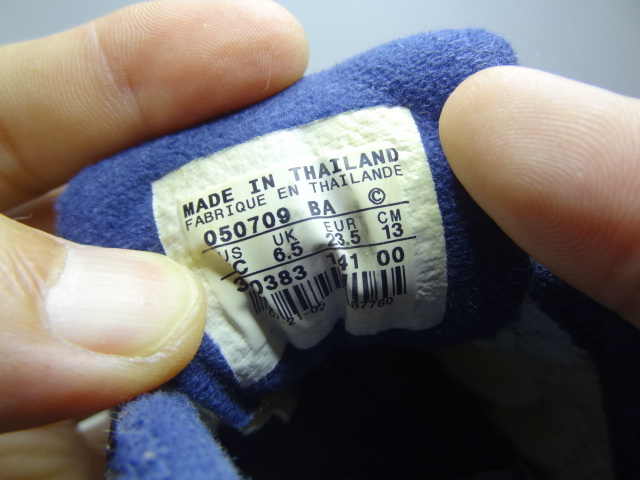 MADE IN THAILAND
FABRIQUE EN THAILANDE
050709 BA ©
US UK EUR CM
C 6.5 23.5 13
141 00